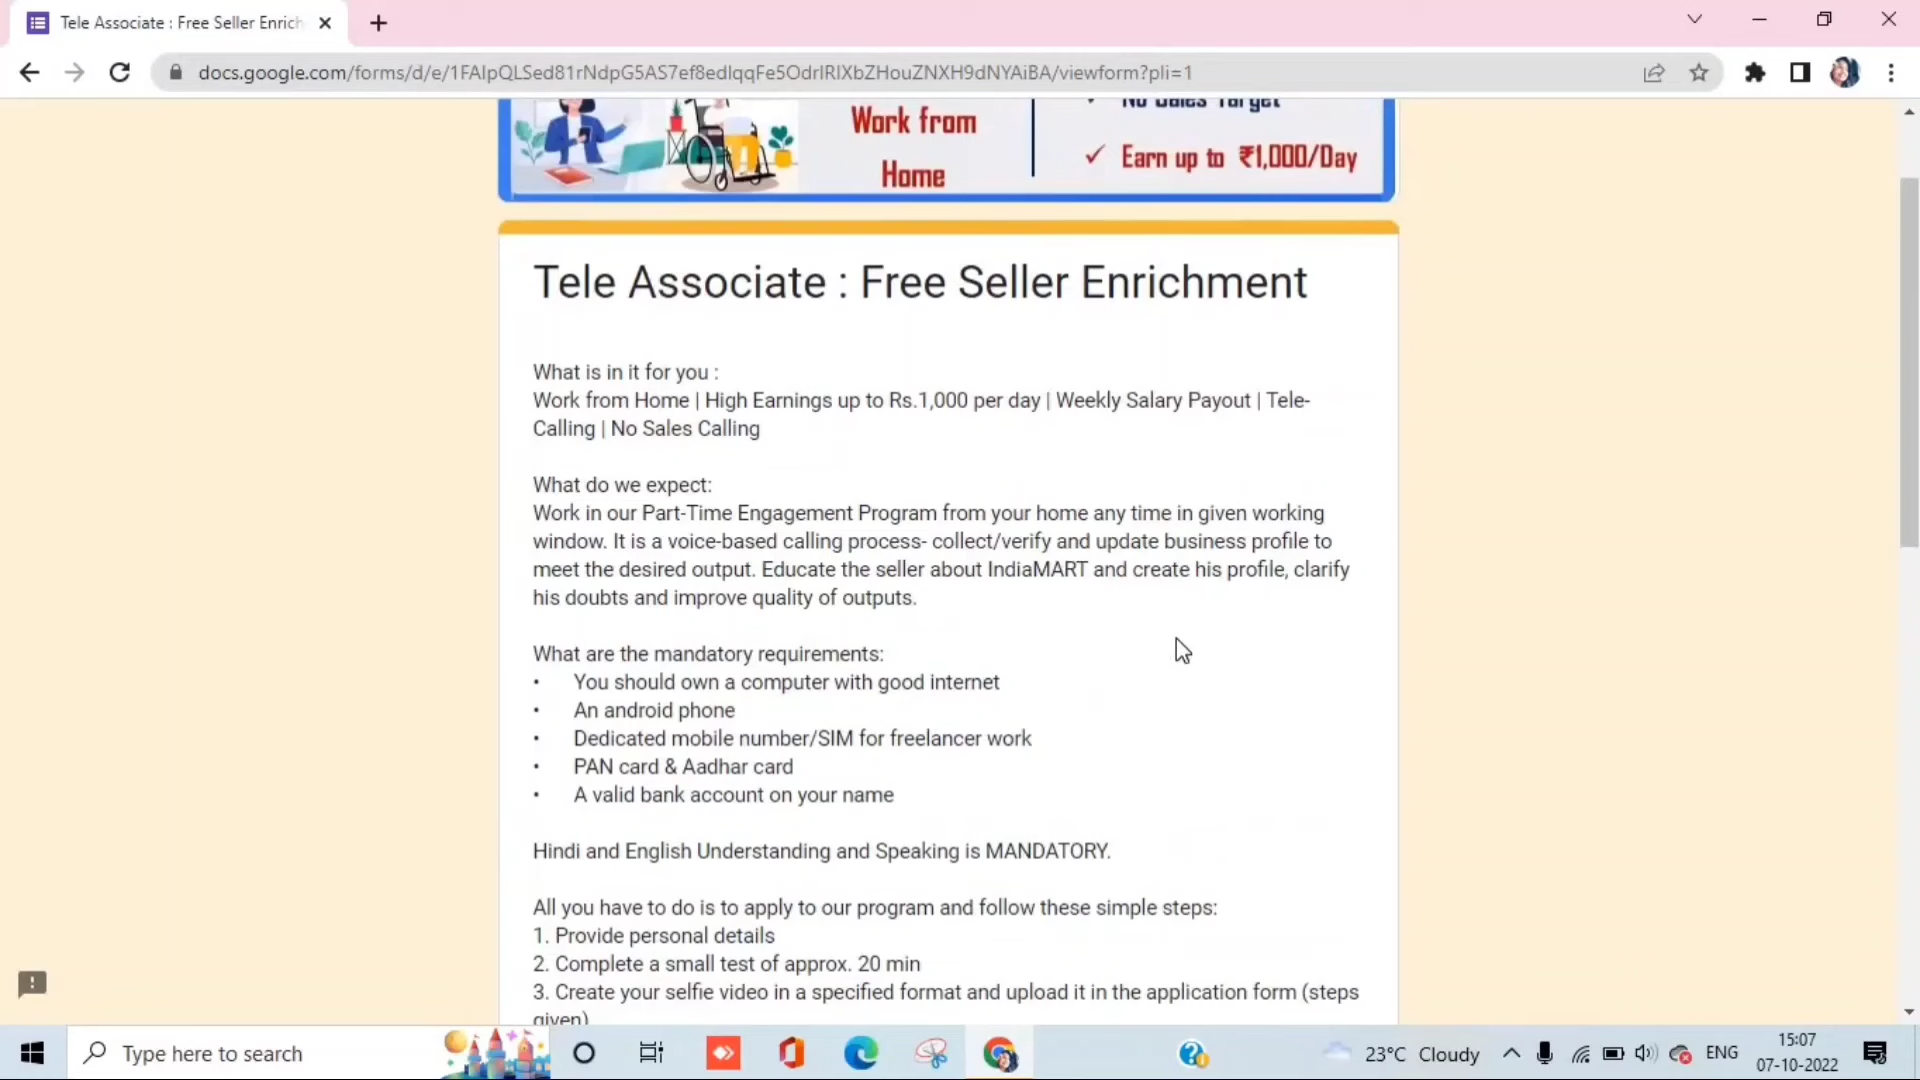 Tele Associate : Free Seller Enrich
docs.google.com/forms/d/e/1FAIpQLSed81rNdpG5AS7ef8edIqqFe5OdrIRIXbZHouZNXH9dNYAiBA/viewform?pli=1
Work from
Home
No Sales Target
✓ Earn up to ₹1,000/Day
Tele Associate : Free Seller Enrichment
What is in it for you :
Work from Home | High Earnings up to Rs.1,000 per day | Weekly Salary Payout | Tele-
Calling | No Sales Calling
What do we expect:
Work in our Part-Time Engagement Program from your home any time in given working
window. It is a voice-based calling process- collect/verify and update business profile to
meet the desired output. Educate the seller about IndiaMART and create his profile, clarify
his doubts and improve quality of outputs.
What are the mandatory requirements:
• You should own a computer with good internet
• An android phone
• Dedicated mobile number/SIM for freelancer work
• PAN card & Aadhar card
• A valid bank account on your name
Hindi and English Understanding and Speaking is MANDATORY.
All you have to do is to apply to our program and follow these simple steps:
1. Provide personal details
2. Complete a small test of approx. 20 min
3. Create your selfie video in a specified format and upload it in the application form (steps
given)
Type here to search
23°C Cloudy
ENG
15:07
07-10-2022